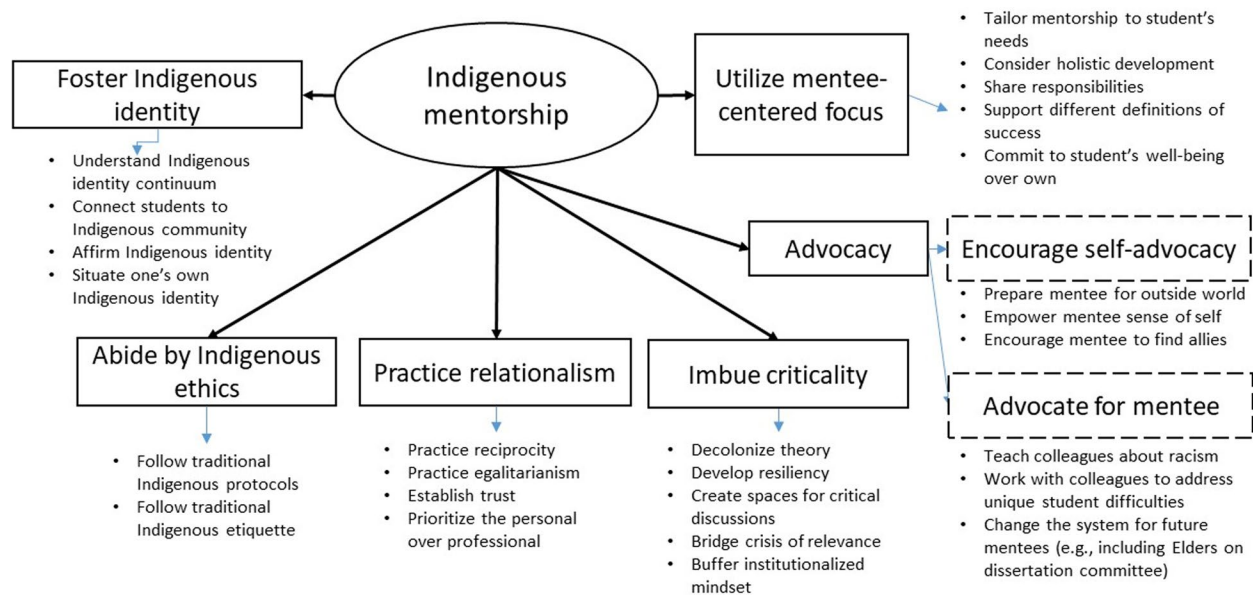 Indigenous
mentorship
Foster Indigenous
identity
• Understand Indigenous
identity continuum
• Connect students to
Indigenous community
• Affirm Indigenous identity
• Situate one's own
Indigenous identity
Utilize mentee-
centered focus
• Tailor mentorship to student's
needs
• Consider holistic development
• Share responsibilities
• Support different definitions of
success
• Commit to student's well-being
over own
Advocacy
Encourage self-advocacy
• Prepare mentee for outside world
• Empower mentee sense of self
• Encourage mentee to find allies
Advocate for mentee
• Teach colleagues about racism
• Work with colleagues to address
unique student difficulties
• Change the system for future
mentees (e.g., including Elders on
dissertation committee)
Abide by Indigenous
ethics
• Follow traditional
Indigenous protocols
• Follow traditional
Indigenous etiquette
Practice relationalism
• Practice reciprocity
• Practice egalitarianism
• Establish trust
• Prioritize the personal
over professional
Imbue criticality
• Decolonize theory
• Develop resiliency
• Create spaces for critical
discussions
• Bridge crisis of relevance
• Buffer institutionalized
mindset